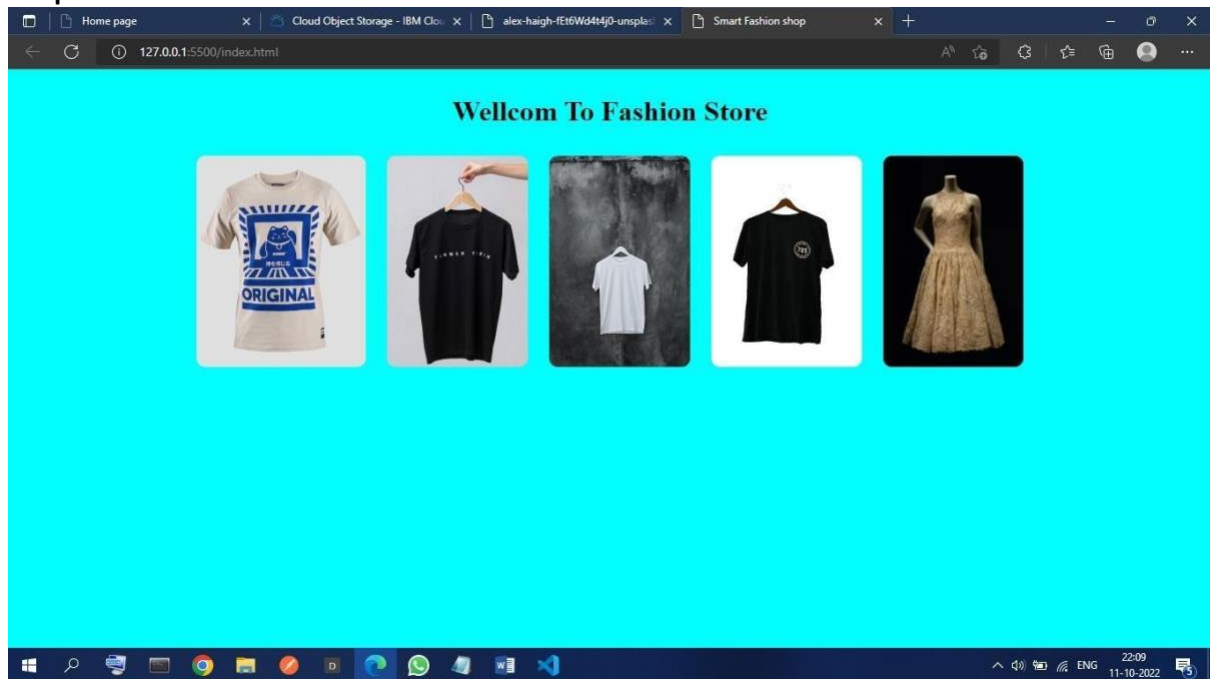 Home page
Cloud Object Storage - IBM Clou
alex-haigh-fEt6Wd4t4j0-unsplas
Smart Fashion shop
127.0.0.1:5500/index.html
Wellcom To Fashion Store
ORIGINAL
ENG
22:09
11-10-2022
5